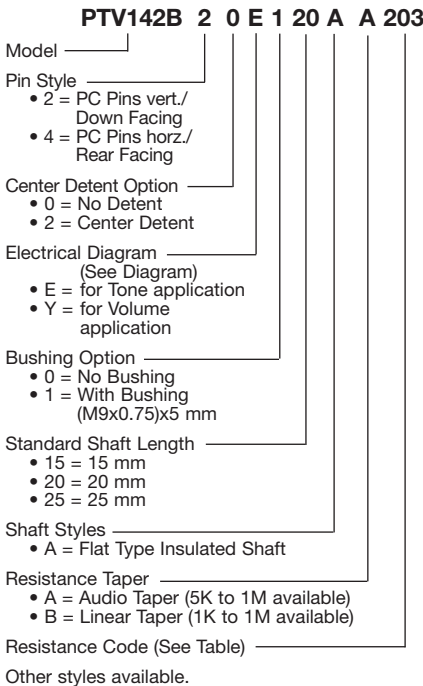 PTV142B 2 0 E 1 20 A A 203
Model
Pin Style
• 2 = PC Pins vert./
Down Facing
• 4 = PC Pins horz./
Rear Facing
Center Detent Option
• 0 = No Detent
• 2 = Center Detent
Electrical Diagram
(See Diagram)
• E = for Tone application
• Y = for Volume
application
Bushing Option
• 0 = No Bushing
• 1 = With Bushing
(M9x0.75)x5 mm
Standard Shaft Length
• 15 = 15 mm
• 20 = 20 mm
• 25 = 25 mm
Shaft Styles
• A = Flat Type Insulated Shaft
Resistance Taper
• A = Audio Taper (5K to 1M available)
• B = Linear Taper (1K to 1M available)
Resistance Code (See Table)
Other styles available.